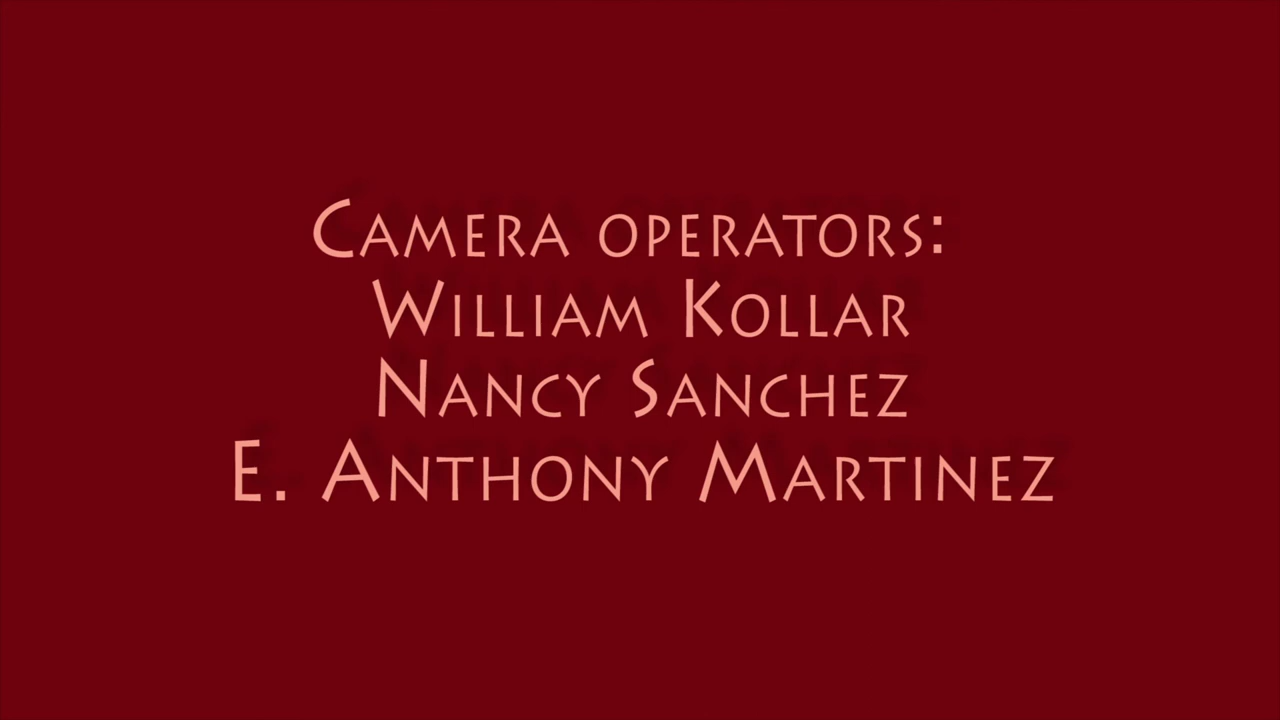 Camera operators:
William Kollar
Nancy Sanchez
E. Anthony Martinez